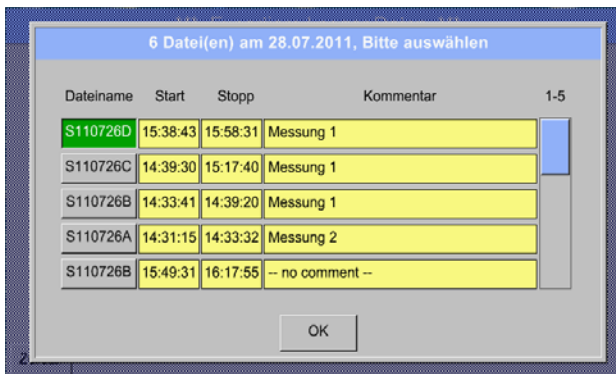 6 Datei(en) am 28.07.2011, Bitte auswählen
Dateiname Start Stopp Kommentar 1-5
S110726D 15:38:43 15:58:31 Messung 1
S110726C 14:39:30 15:17:40 Messung 1
S110726B 14:33:41 14:39:20 Messung 1
S110726A 14:31:15 14:33:32 Messung 2
S110726B 15:49:31 16:17:55 -- no comment --
OK